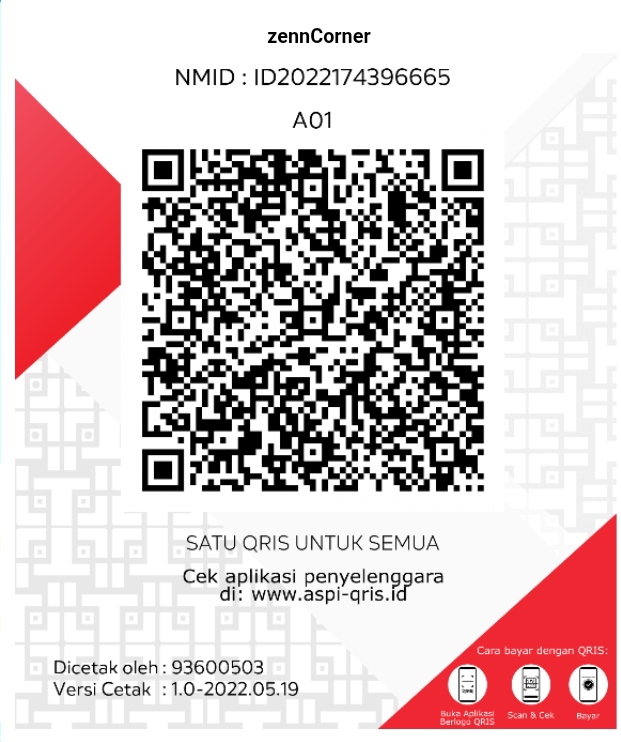 zennCorner
NMID : ID2022174396665
A01
SATU QRIS UNTUK SEMUA
Cek aplikasi penyelenggara
di: www.aspi-qris.id
Dicetak oleh : 93600503
Versi Cetak : 1.0-2022.05.19
Cara bayar dengan QRIS:
Buka Aplikasi
Berlogo QRIS
Scan & Cek
Bayar